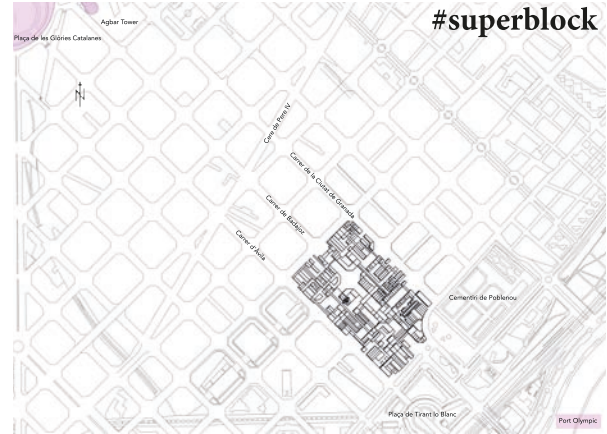 #superblock
Agbar Tower
Plaça de les Glòries Catalanes
N
Carre de Pere IV
Carrer de la Ciutat de Granada
Carrer de Badajoz
Carrer d'Àvila
Cementiri de Poblenou
Plaça de Tirant lo Blanc
Port Olympic